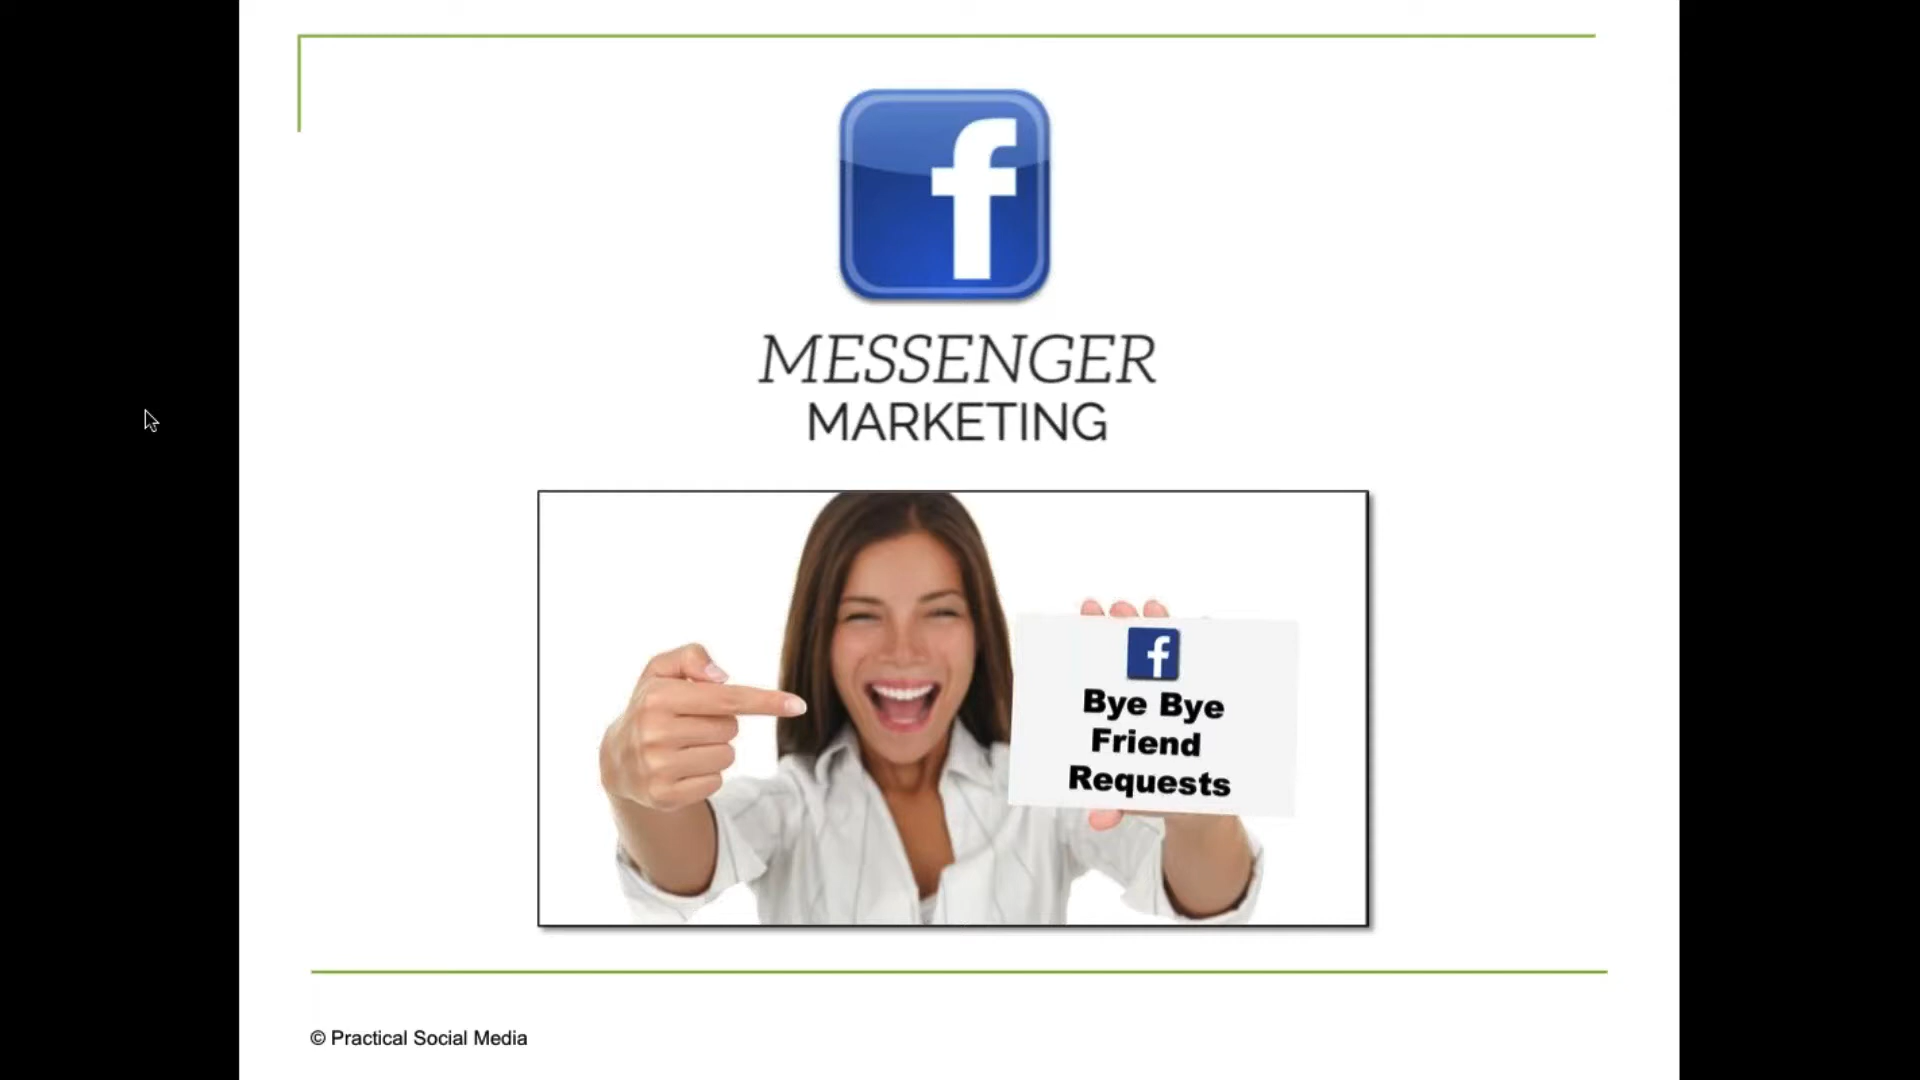 f
MESSENGER
MARKETING
f
Bye Bye
Friend
Requests
© Practical Social Media